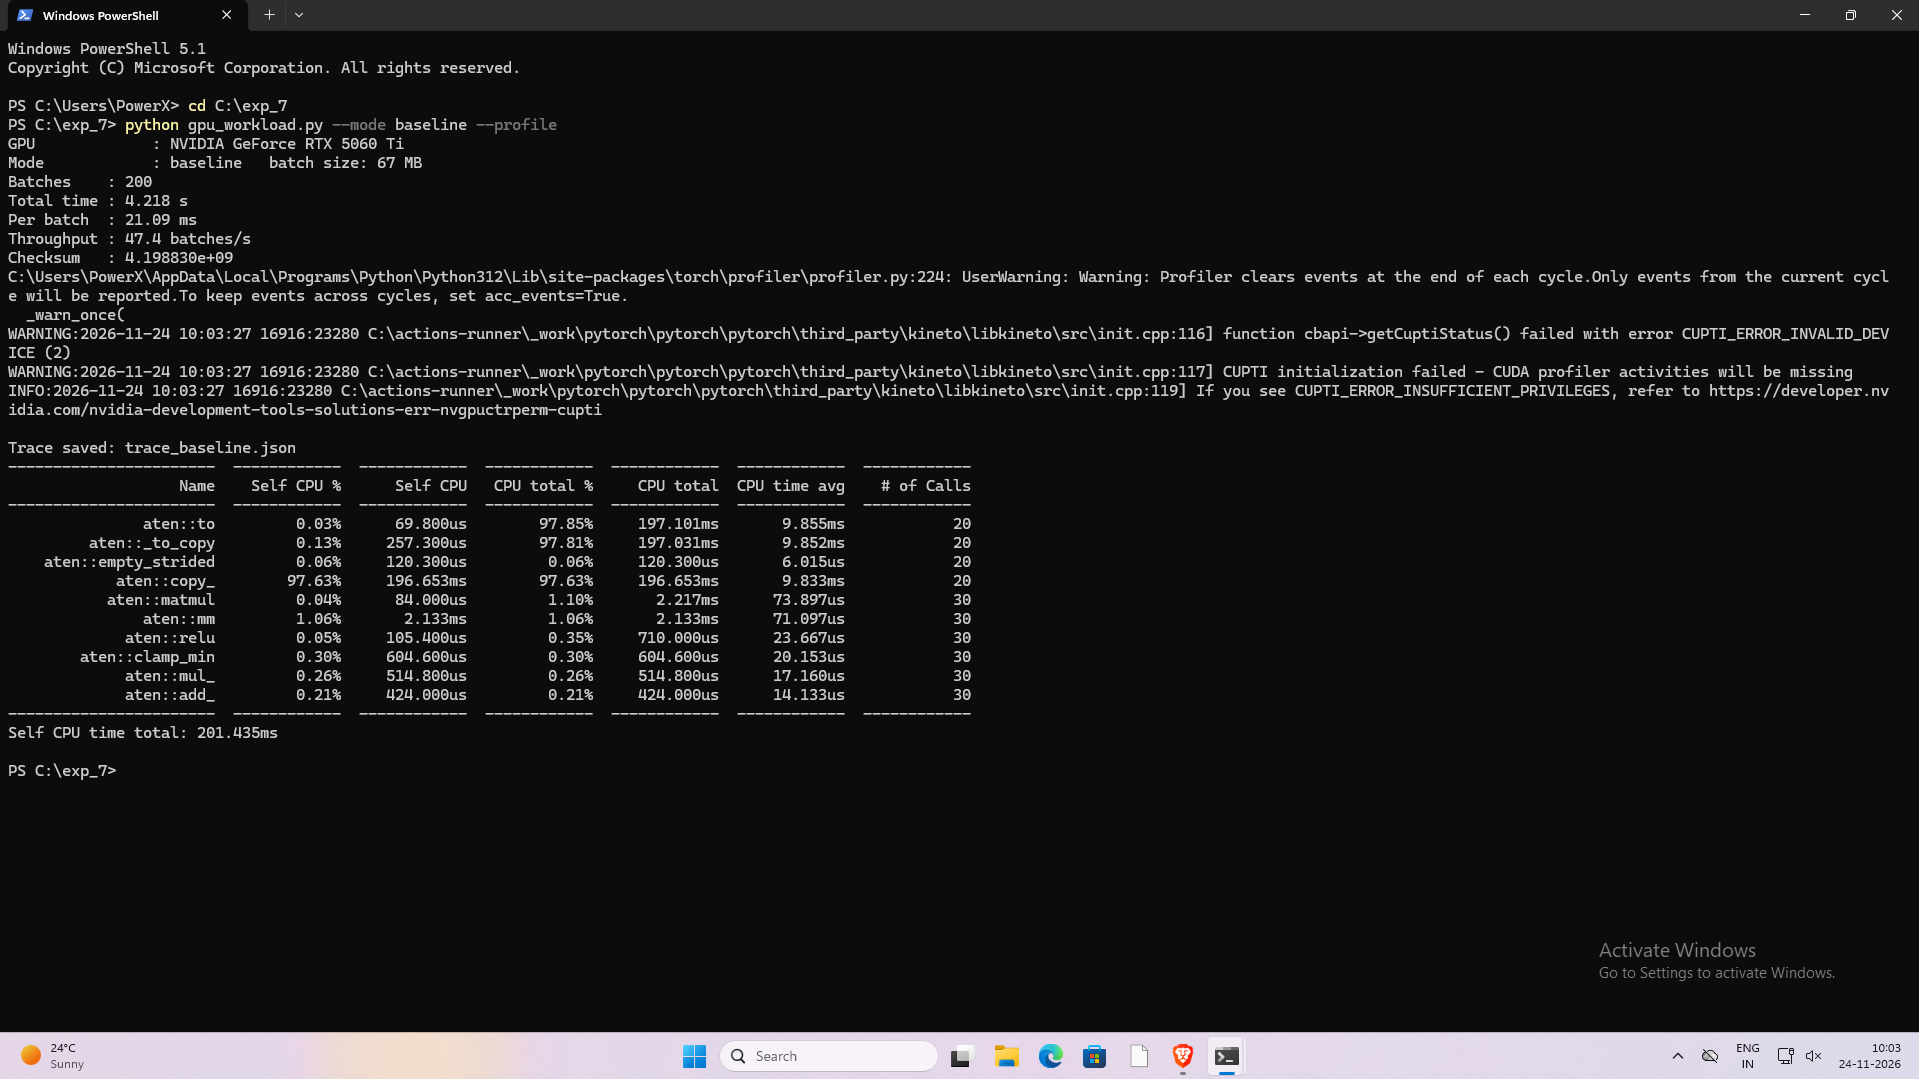 Windows PowerShell
Windows PowerShell 5.1
Copyright (C) Microsoft Corporation. All rights reserved.
PS C:\Users\PowerX> cd C:\exp_7
PS C:\exp_7> python gpu_workload.py --mode baseline --profile
GPU             : NVIDIA GeForce RTX 5060 Ti
Mode            : baseline   batch size: 67 MB
Batches    : 200
Total time : 4.218 s
Per batch  : 21.09 ms
Throughput : 47.4 batches/s
Checksum   : 4.198830e+09
C:\Users\PowerX\AppData\Local\Programs\Python\Python312\Lib\site-packages\torch\profiler\profiler.py:224: UserWarning: Warning: Profiler clears events at the end of each cycle.Only events from the current cycl
e will be reported.To keep events across cycles, set acc_events=True.
  _warn_once(
WARNING:2026-11-24 10:03:27 16916:23280 C:\actions-runner\_work\pytorch\pytorch\pytorch\third_party\kineto\libkineto\src\init.cpp:116] function cbapi->getCuptiStatus() failed with error CUPTI_ERROR_INVALID_DEV
ICE (2)
WARNING:2026-11-24 10:03:27 16916:23280 C:\actions-runner\_work\pytorch\pytorch\pytorch\third_party\kineto\libkineto\src\init.cpp:117] CUPTI initialization failed - CUDA profiler activities will be missing
INFO:2026-11-24 10:03:27 16916:23280 C:\actions-runner\_work\pytorch\pytorch\pytorch\third_party\kineto\libkineto\src\init.cpp:119] If you see CUPTI_ERROR_INSUFFICIENT_PRIVILEGES, refer to https://developer.nv
idia.com/nvidia-development-tools-solutions-err-nvgpuctrperm-cupti
Trace saved: trace_baseline.json
-----------------------  ------------  ------------  ------------  ------------  ------------  ------------
Name    Self CPU %      Self CPU   CPU total %     CPU total  CPU time avg    # of Calls
-----------------------  ------------  ------------  ------------  ------------  ------------  ------------
aten::to         0.03%      69.800us        97.85%     197.101ms       9.855ms            20
aten::_to_copy         0.13%     257.300us        97.81%     197.031ms       9.852ms            20
aten::empty_strided         0.06%     120.300us         0.06%     120.300us       6.015us            20
aten::copy_        97.63%     196.653ms        97.63%     196.653ms       9.833ms            20
aten::matmul         0.04%      84.000us         1.10%       2.217ms      73.897us            30
aten::mm         1.06%       2.133ms         1.06%       2.133ms      71.097us            30
aten::relu         0.05%     105.400us         0.35%     710.000us      23.667us            30
aten::clamp_min         0.30%     604.600us         0.30%     604.600us      20.153us            30
aten::mul_         0.26%     514.800us         0.26%     514.800us      17.160us            30
aten::add_         0.21%     424.000us         0.21%     424.000us      14.133us            30
-----------------------  ------------  ------------  ------------  ------------  ------------  ------------
Self CPU time total: 201.435ms
PS C:\exp_7>
Activate Windows
Go to Settings to activate Windows.
24°C
Sunny
Search
ENG
IN
10:03
24-11-2026